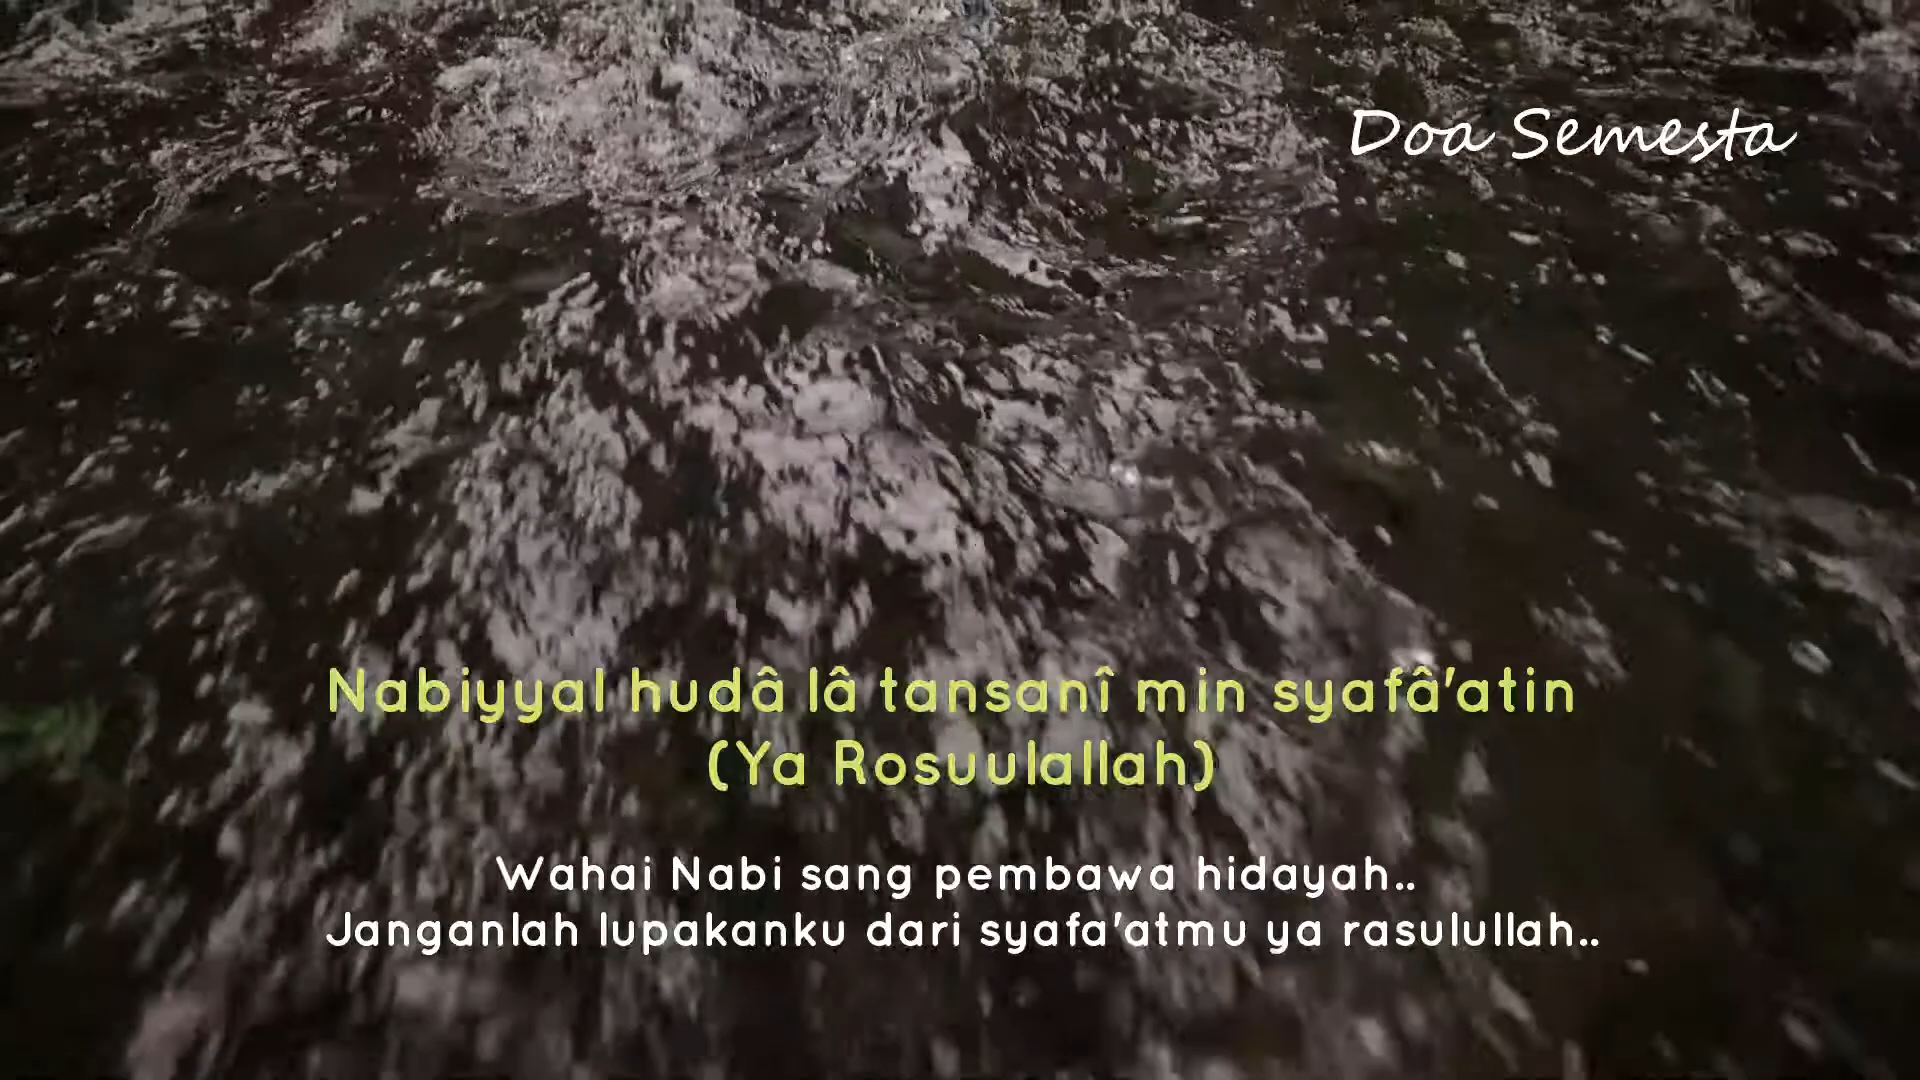 Doa Semesta
Nabiyyal hudâ lâ tansanî min syafâ'atin
(Ya Rosuulallah)
Wahai Nabi sang pembawa hidayah..
Janganlah lupakanku dari syafa'atmu ya rasulullah..